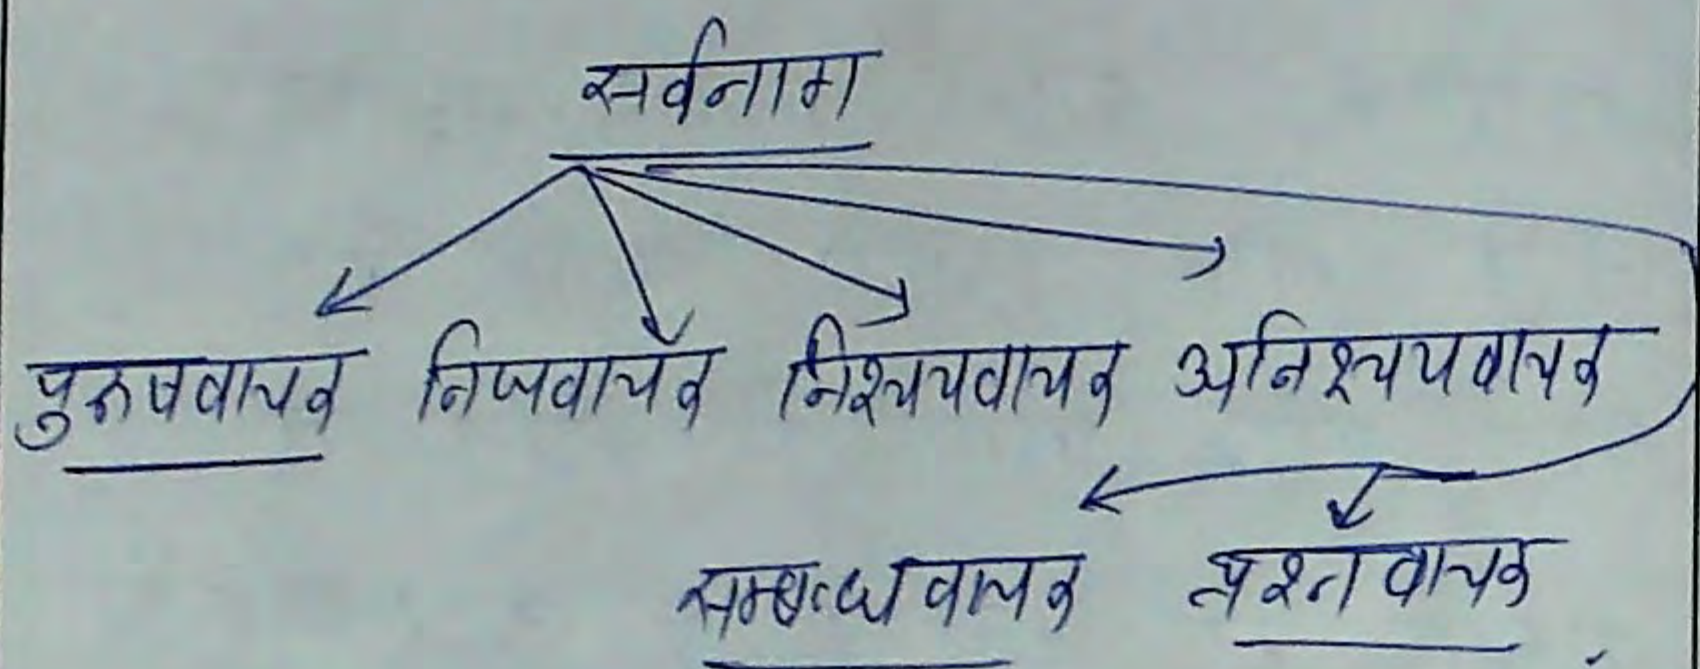 सर्वनाम
पुरुषवाचक निजवाचक निश्चयवाचक अनिश्चयवाचक
सम्बन्धवाचक प्रश्नवाचक